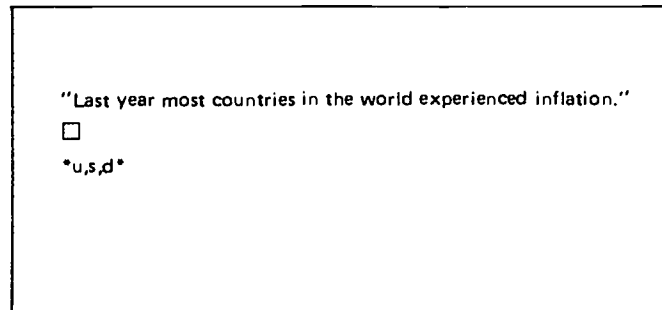 "Last year most countries in the world experienced inflation."
□
*u,s,d*